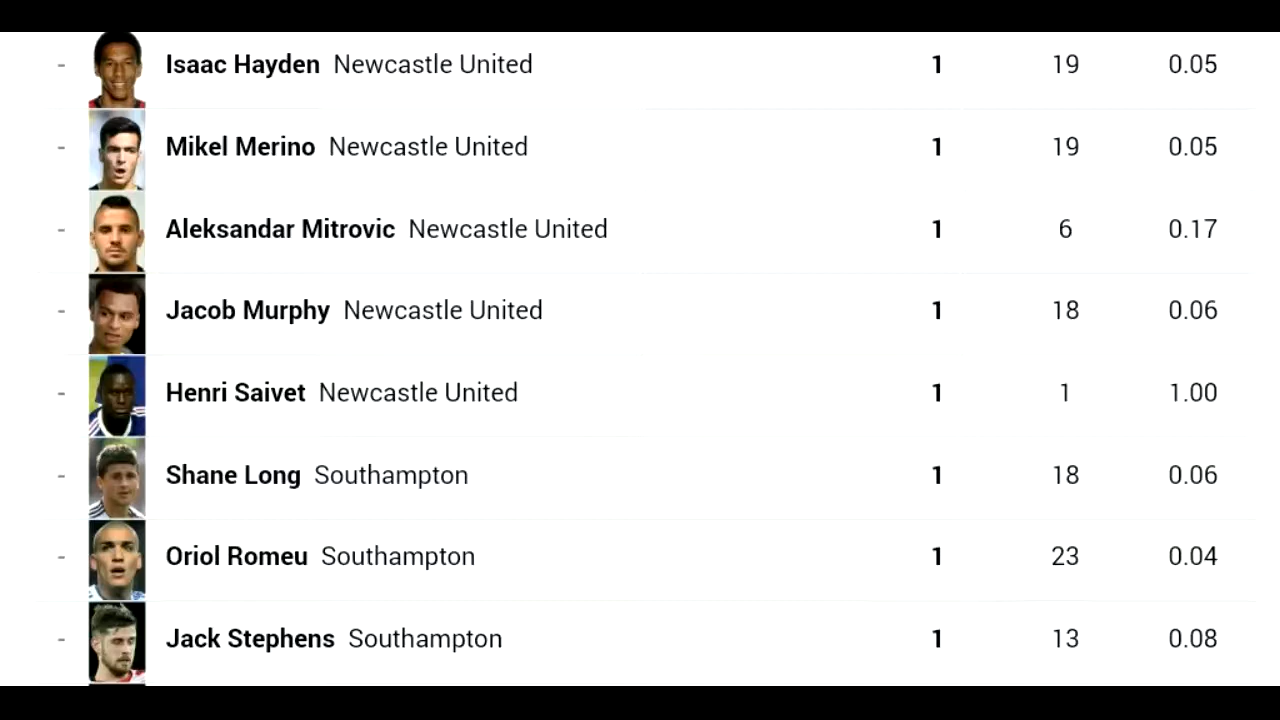 - Isaac Hayden Newcastle United 1 19 0.05
- Mikel Merino Newcastle United 1 19 0.05
- Aleksandar Mitrovic Newcastle United 1 6 0.17
- Jacob Murphy Newcastle United 1 18 0.06
- Henri Saivet Newcastle United 1 1 1.00
- Shane Long Southampton 1 18 0.06
- Oriol Romeu Southampton 1 23 0.04
- Jack Stephens Southampton 1 13 0.08